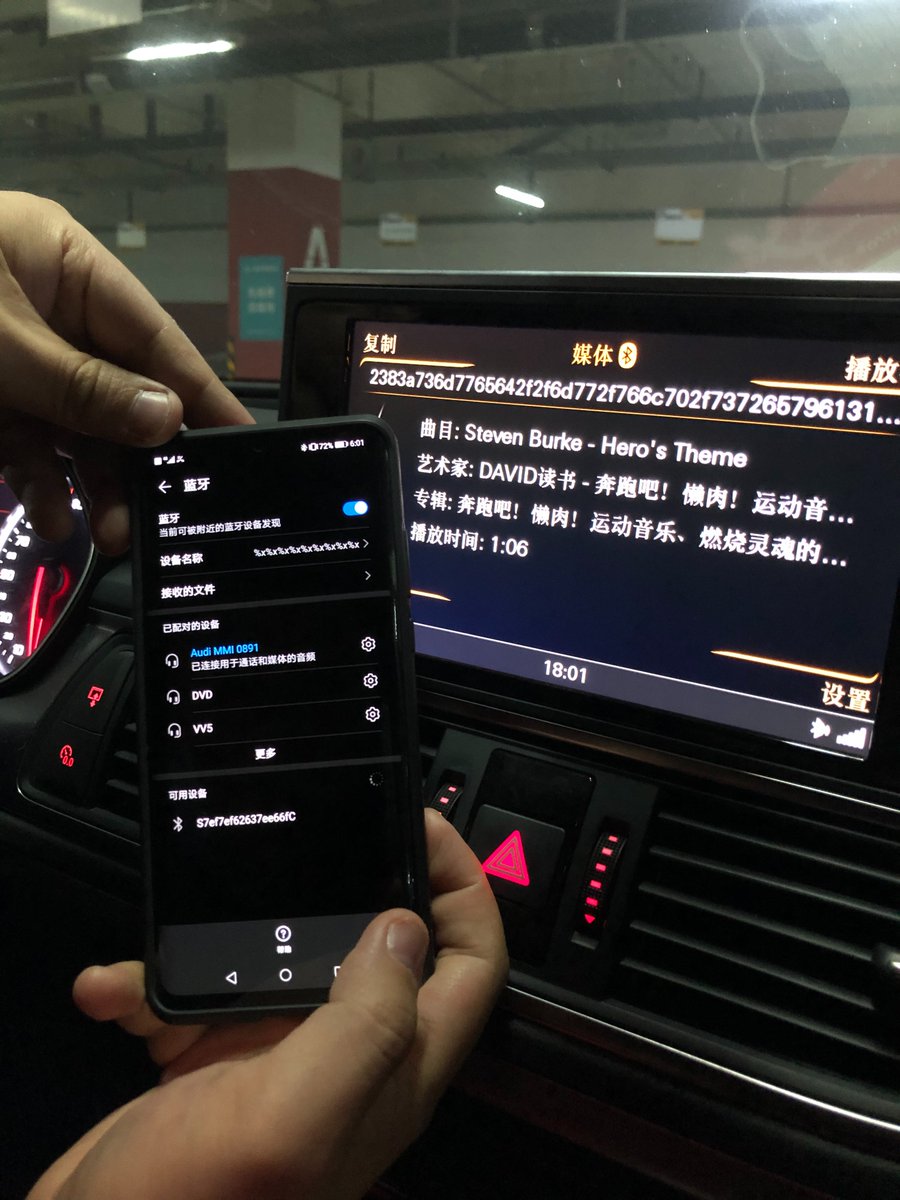 A
复制
媒体
播放
2383a736d7765642f2f6d772f766c702f737265796131...
曲目: Steven Burke - Hero's Theme
艺术家: DAVID读书 - 奔跑吧！懒肉！运动音...
专辑: 奔跑吧！懒肉！运动音乐、燃烧灵魂的...
播放时间: 1:06
18:01
设置
72% 6:01
蓝牙
蓝牙
当前可被附近的蓝牙设备发现
设备名称 %x%x%x%x%x%x%x%x%x
接收的文件
已配对的设备
Audi MMI 0891
已连接用于通话和媒体的音频
DVD
VV5
更多
可用设备
S7ef7ef62637ee66fC
帮助